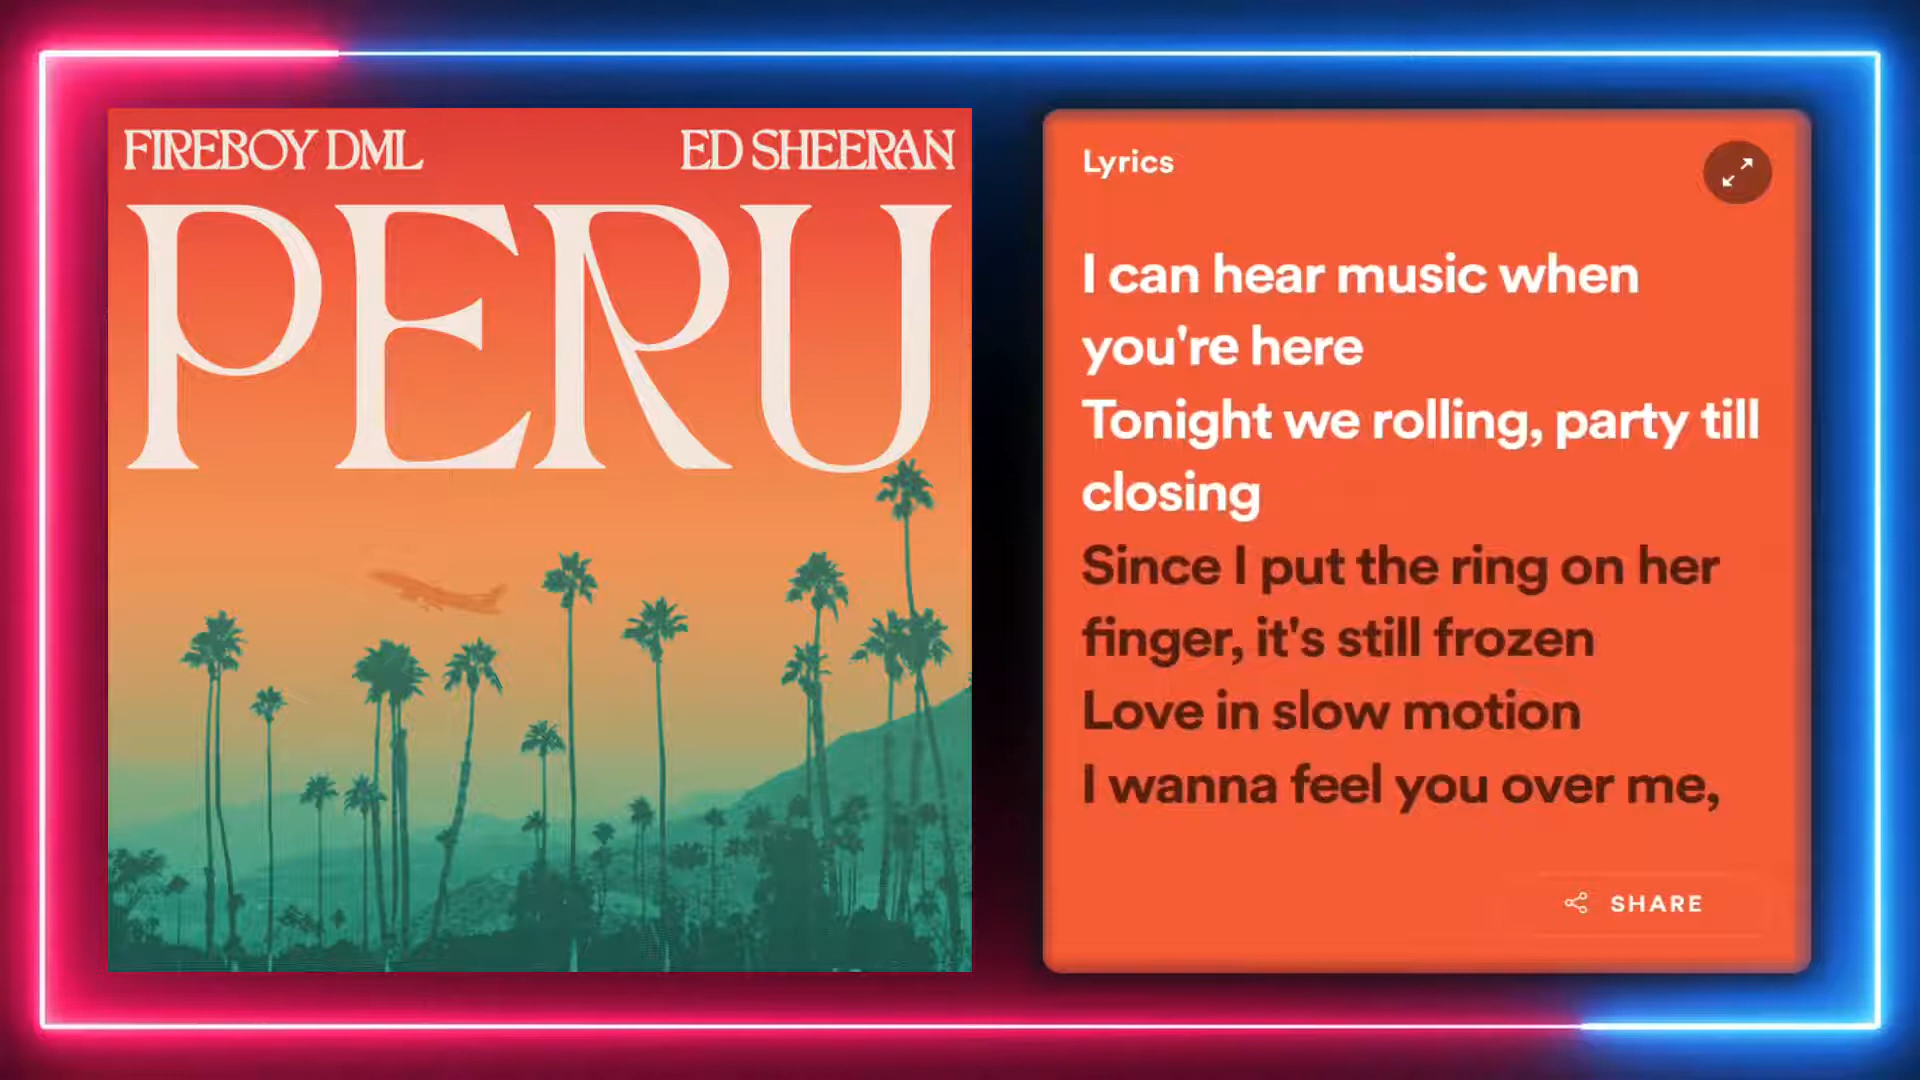 FIREBOY DML
ED SHEERAN
PERU
Lyrics
I can hear music when
you're here
Tonight we rolling, party till
closing
Since I put the ring on her
finger, it's still frozen
Love in slow motion
I wanna feel you over me,
SHARE